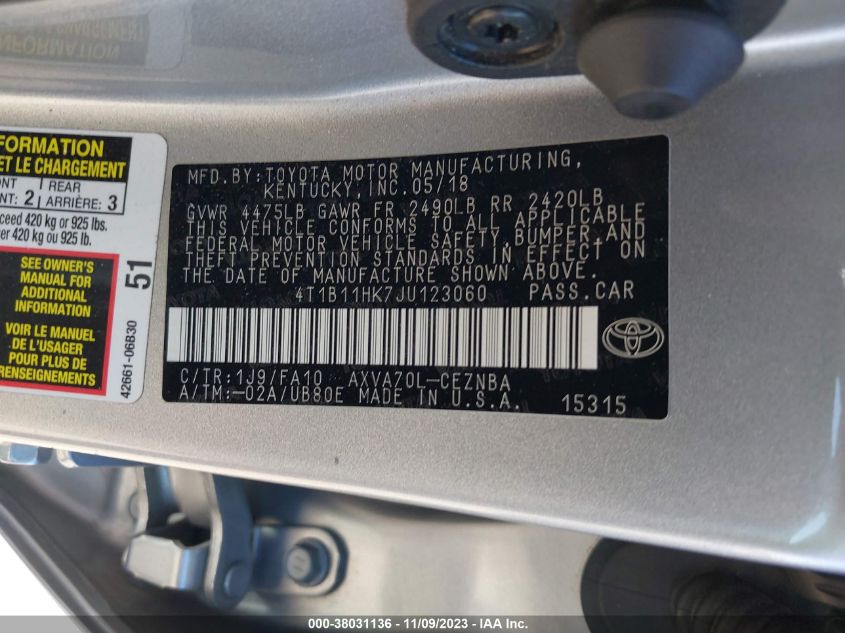 INFORMATION
FORMATION
ET LE CHARGEMENT
ONT
NT: 2
REAR
ARRIÈRE: 3
ceed 420 kg or 925 lbs.
er 420 kg ou 925 lb.
SEE OWNER'S
MANUAL FOR
ADDITIONAL
INFORMATION
VOIR LE MANUEL
DE L'USAGER
POUR PLUS DE
RENSEIGNEMENTS
51
42661-06B30
MFD. BY: TOYOTA MOTOR MANUFACTURING,
KENTUCKY, INC. 05/18
GVWR 4475LB GAWR FR 2490LB RR 2420LB
THIS VEHICLE CONFORMS TO ALL APPLICABLE
FEDERAL MOTOR VEHICLE SAFETY, BUMPER, AND
THEFT PREVENTION STANDARDS IN EFFECT ON
THE DATE OF MANUFACTURE SHOWN ABOVE.
4T1B11HK7JU123060 PASS.CAR
C/TR: 1J9/FA10 AXVA70L-CEZNBA
A/TM: -02A/UB80E MADE IN U.S.A. 15315
000-38031136 - 11/09/2023 - IAA Inc.